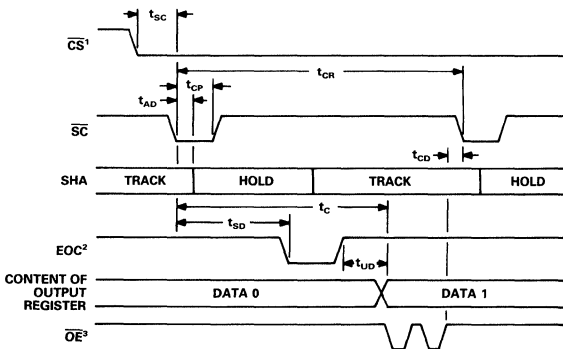 tSC
CS¹
tCR
tCP
tAD
SC
tCD
SHA TRACK HOLD TRACK HOLD
tC
tSD
EOC²
tUD
CONTENT OF
OUTPUT
REGISTER
DATA 0 DATA 1
OE³